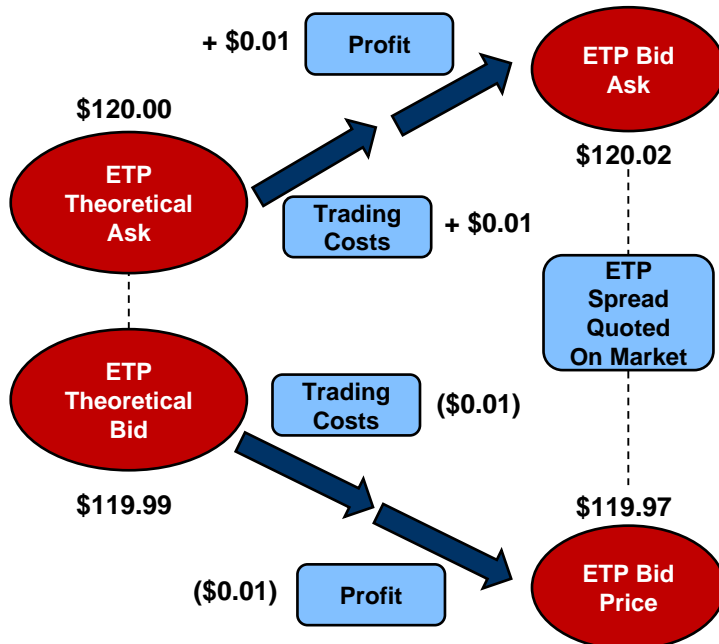 + $0.01
Profit
ETP Bid
Ask
$120.00
$120.02
ETP
Theoretical
Ask
Trading
Costs
+ $0.01
ETP
Spread
Quoted
On Market
ETP
Theoretical
Bid
Trading
Costs
($0.01)
$119.99
$119.97
($0.01)
Profit
ETP Bid
Price